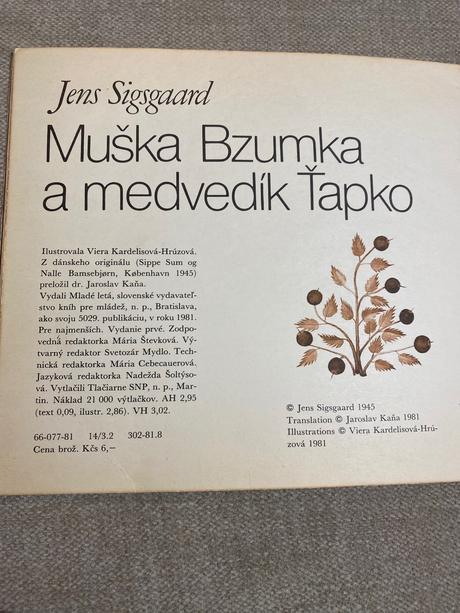 Jens Sigsgaard
Muška Bzumka
a medvedík Ťapko
Ilustrovala Viera Kardelisová-Hrúzová.
Z dánskeho originálu (Sippe Sum og
Nalle Bamsebjørn, København 1945)
preložil dr. Jaroslav Kaňa.
Vydali Mladé letá, slovenské vydavateľ-
stvo kníh pre mládež, n. p., Bratislava,
ako svoju 5029. publikáciu, v roku 1981.
Pre najmenších. Vydanie prvé. Zodpo-
vedná redaktorka Mária Števková. Vý-
tvarný redaktor Svetozár Mydlo. Tech-
nická redaktorka Mária Cebecauerová.
Jazyková redaktorka Nadežda Šoltýso-
vá. Vytlačili Tlačiarne SNP, n. p., Mar-
tin. Náklad 21 000 výtlačkov. AH 2,95
(text 0,09, ilustr. 2,86). VH 3,02.
66-077-81 14/3.2 302-81.8
Cena brož. Kčs 6,—
© Jens Sigsgaard 1945
Translation © Jaroslav Kaňa 1981
Illustrations © Viera Kardelisová-Hrú-
zová 1981